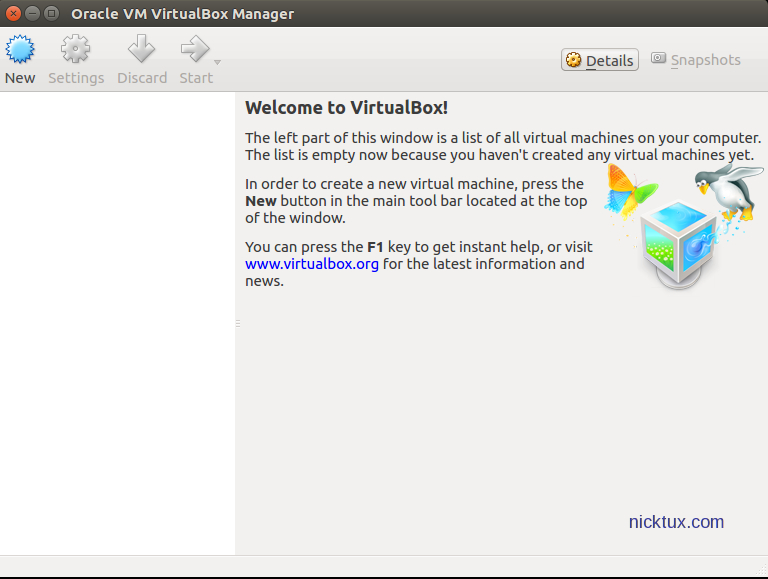 Oracle VM VirtualBox Manager
New Settings Discard Start Details Snapshots
Welcome to VirtualBox!
The left part of this window is a list of all virtual machines on your computer.
The list is empty now because you haven't created any virtual machines yet.
In order to create a new virtual machine, press the
New button in the main tool bar located at the top
of the window.
You can press the F1 key to get instant help, or visit
www.virtualbox.org for the latest information and
news.
nicktux.com